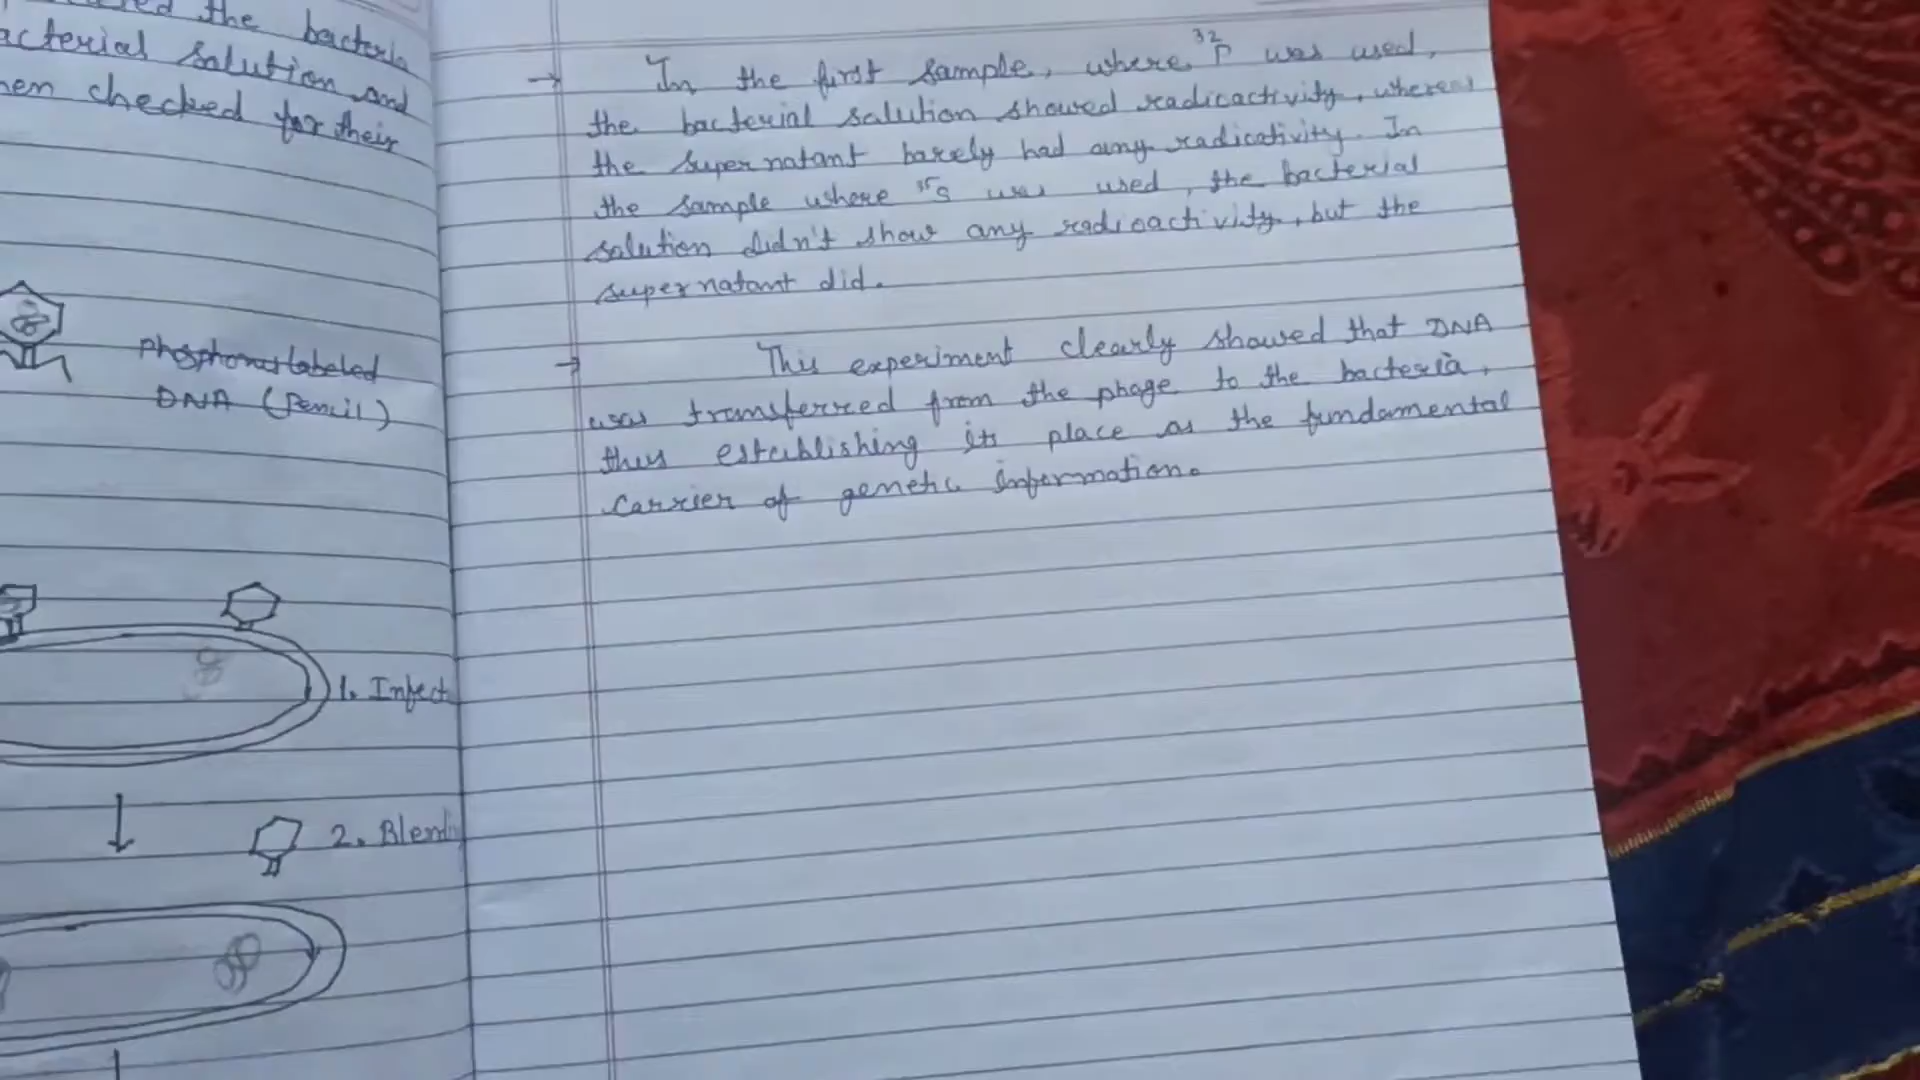 the bacteria
acterial solution and
hen checked for their
Phosphorus labeled
DNA (Pencil)
1. Infect
2. Blendi
→ In the first sample, where ³²P was used,
the bacterial solution showed radioactivity, whereas
the supernatant barely had any radioativity. In
the sample where ³⁵S was used, the bacterial
solution didn't show any radioactivity, but the
supernatant did.
→ This experiment clearly showed that DNA
was transferred from the phage to the bacteria,
thus establishing its place as the fundamental
carrier of genetic information.